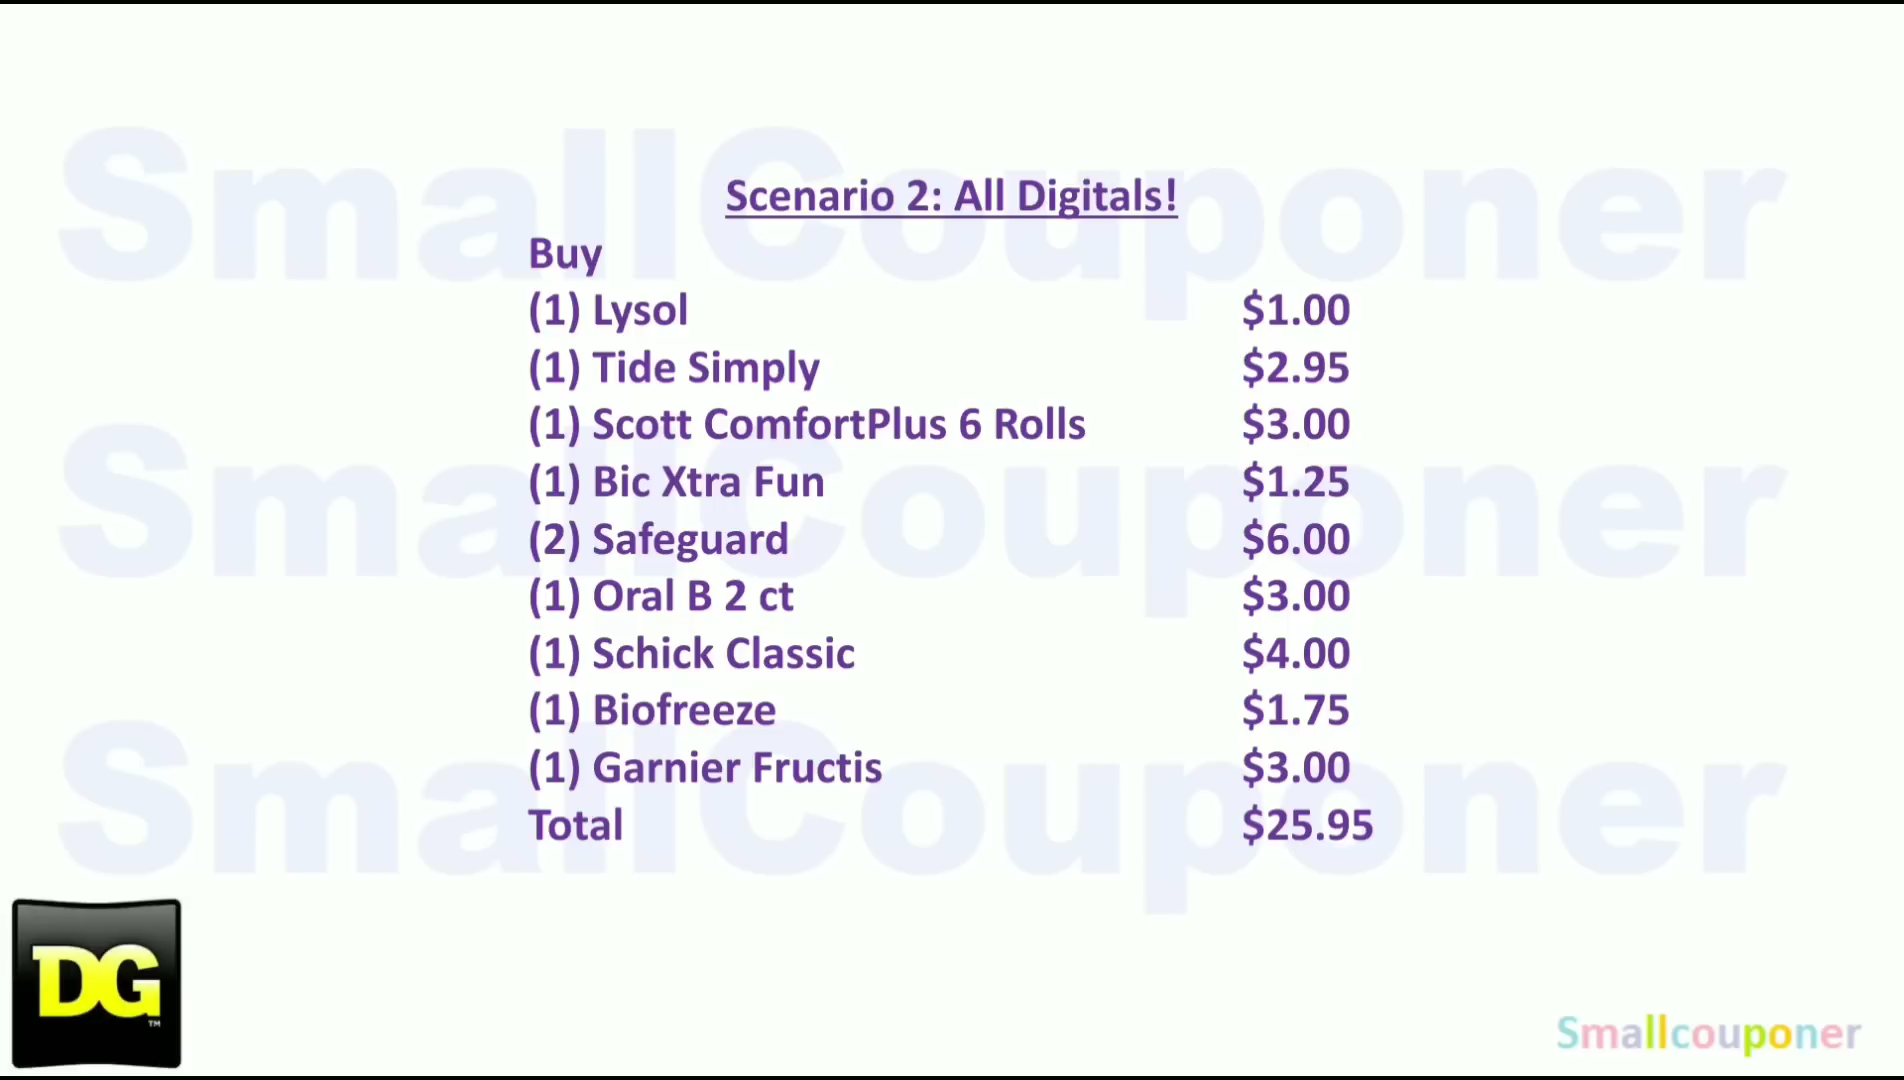 Scenario 2: All Digitals!
Buy
(1) Lysol $1.00
(1) Tide Simply $2.95
(1) Scott ComfortPlus 6 Rolls $3.00
(1) Bic Xtra Fun $1.25
(2) Safeguard $6.00
(1) Oral B 2 ct $3.00
(1) Schick Classic $4.00
(1) Biofreeze $1.75
(1) Garnier Fructis $3.00
Total $25.95
SmallCouponer
SmallCouponer
SmallCouponer
DG™
Smallcouponer